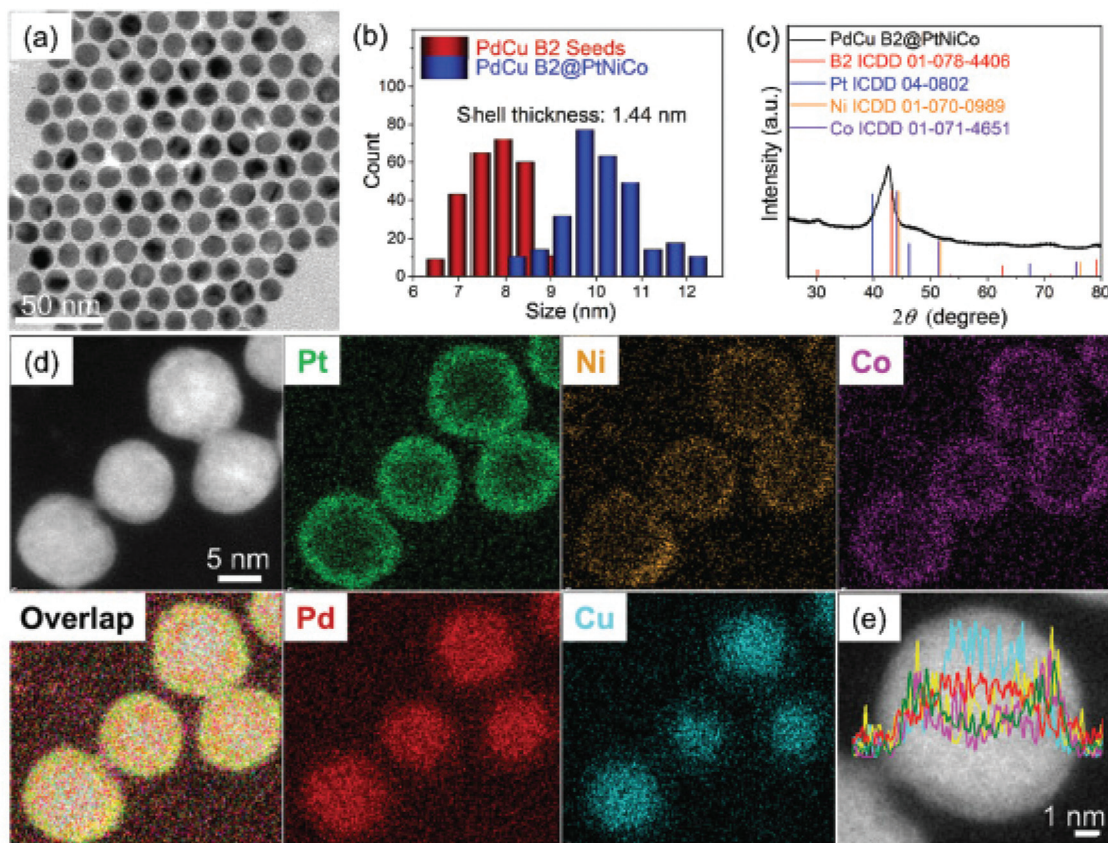 (a)
50 nm
(b)
PdCu B2 Seeds
PdCu B2@PtNiCo
Shell thickness: 1.44 nm
Count
100
80
60
40
20
0
6 7 8 9 10 11 12
Size (nm)
(c)
PdCu B2@PtNiCo
B2 ICDD 01-078-4406
Pt ICDD 04-0802
Ni ICDD 01-070-0989
Co ICDD 01-071-4651
Intensity (a.u.)
30 40 50 60 70 80
2θ (degree)
(d)
5 nm
Pt
Ni
Co
Overlap
Pd
Cu
(e)
1 nm